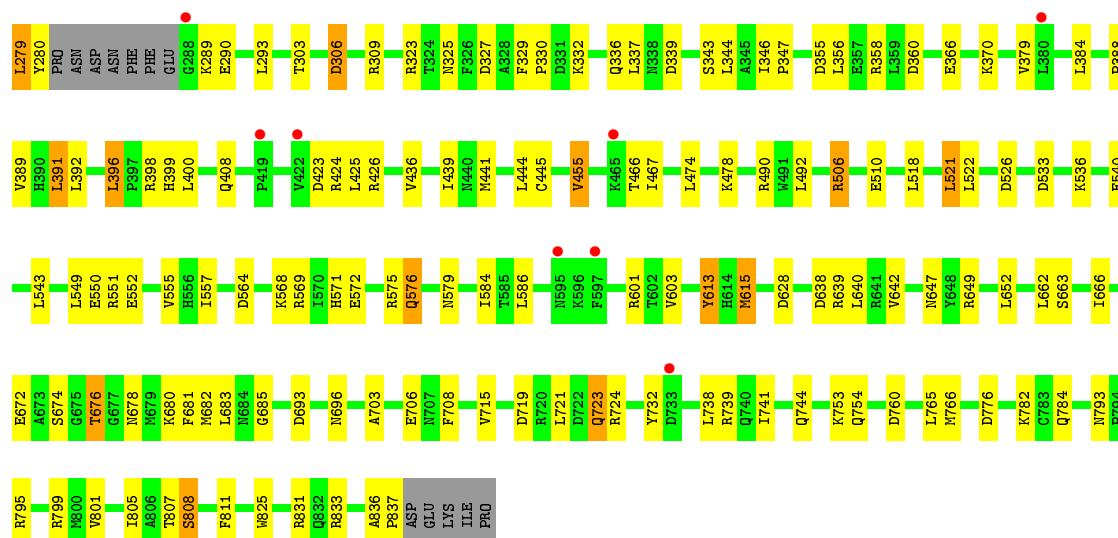 L279 Y280 PRO ASN ASP ASN PHE PHE GLU G288 K289 E290 L293 T303 D306 R309 R323 T324 N325 F326 D327 A328 F329 P330 D331 K332 Q336 L337 N338 D339 S343 L344 A345 I346 P347 D355 L356 E357 R358 L359 D360 E366 K370 V379 L380 L384
V389 H390 L391 L392 L396 P397 R398 H399 L400 Q408 P419 V422 D423 R424 L425 R426 V436 I439 N440 M441 L444 C445 V455 K465 T466 I467 L474 K478 R490 W491 L492 R506 E510 L518 L521 L522 D526 D533 K536
L543 L549 E550 R551 E552 V555 H556 I557 D564 K568 R569 I570 H571 E572 R575 Q576 N579 I584 T585 L586 N595 K596 F597 R601 T602 V603 Y613 H614 M615 D628 D638 R639 L640 R641 V642 N647 Y648 R649 L652 L662 S663 I666
E672 A673 S674 G675 T676 G677 N678 M679 K680 F681 M682 L683 N684 G685 D693 N696 A703 E706 N707 F708 V715 D719 R720 L721 D722 Q723 R724 Y732 D733 L738 R739 Q740 I741 Q744 K753 Q754 D760 L765 M766 D776 K782 C783 Q784 N793
R795 R799 M800 V801 I805 A806 T807 S808 F811 W825 R831 Q832 R833 A836 P837 ASP GLU LYS ILE PRO